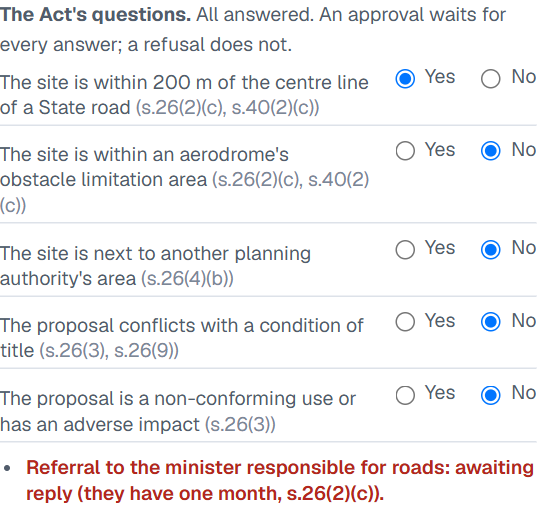 The Act's questions. All answered. An approval waits for
every answer; a refusal does not.
The site is within 200 m of the centre line
of a State road (s.26(2)(c), s.40(2)(c))
Yes
No
The site is within an aerodrome's
obstacle limitation area (s.26(2)(c), s.40(2)
(c))
Yes
No
The site is next to another planning
authority's area (s.26(4)(b))
Yes
No
The proposal conflicts with a condition of
title (s.26(3), s.26(9))
Yes
No
The proposal is a non-conforming use or
has an adverse impact (s.26(3))
Yes
No
• Referral to the minister responsible for roads: awaiting
reply (they have one month, s.26(2)(c)).